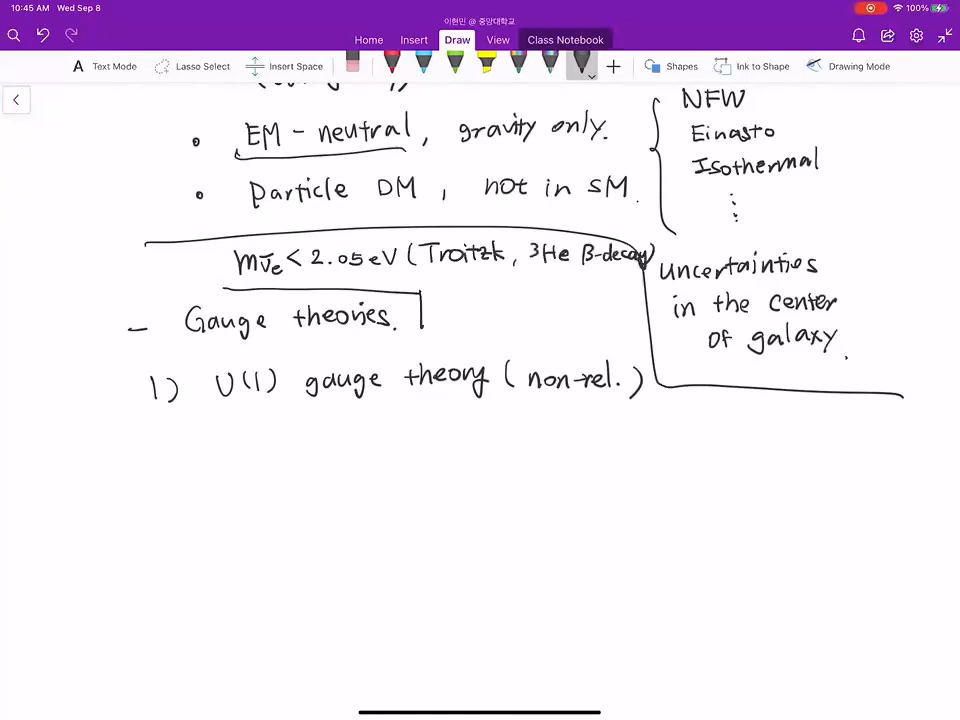 10:45 AM Wed Sep 8
100%
이현민 @ 중앙대학교
Home Insert Draw View Class Notebook
A Text Mode Lasso Select Insert Space Shapes Ink to Shape Drawing Mode
• EM - neutral, gravity only.
• particle DM, not in SM.
NFW
Einasto
Isothermal
mν̄e < 2.05 eV (Troitzk, 3He β-decay)
uncertainties
in the center
of galaxy.
- Gauge theories.
1) U(1) gauge theory (non-rel.)